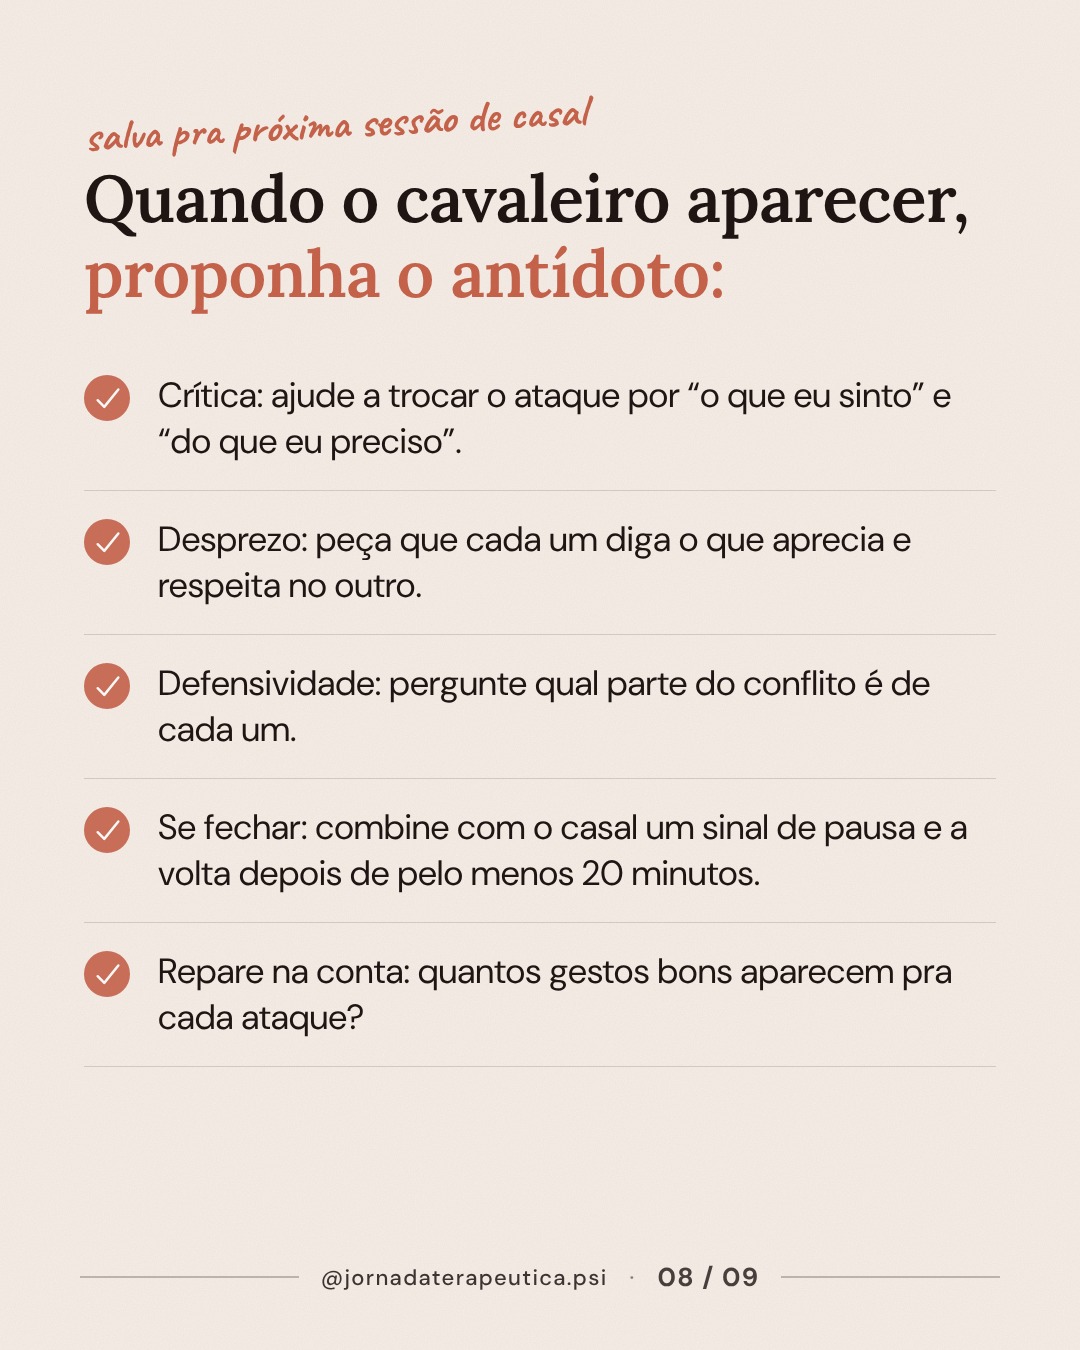 salva pra próxima sessão de casal
Quando o cavaleiro aparecer,
proponha o antídoto:
Crítica: ajude a trocar o ataque por “o que eu sinto” e
“do que eu preciso”.
Desprezo: peça que cada um diga o que aprecia e
respeita no outro.
Defensividade: pergunte qual parte do conflito é de
cada um.
Se fechar: combine com o casal um sinal de pausa e a
volta depois de pelo menos 20 minutos.
Repare na conta: quantos gestos bons aparecem pra
cada ataque?
@jornadaterapeutica.psi · 08 / 09